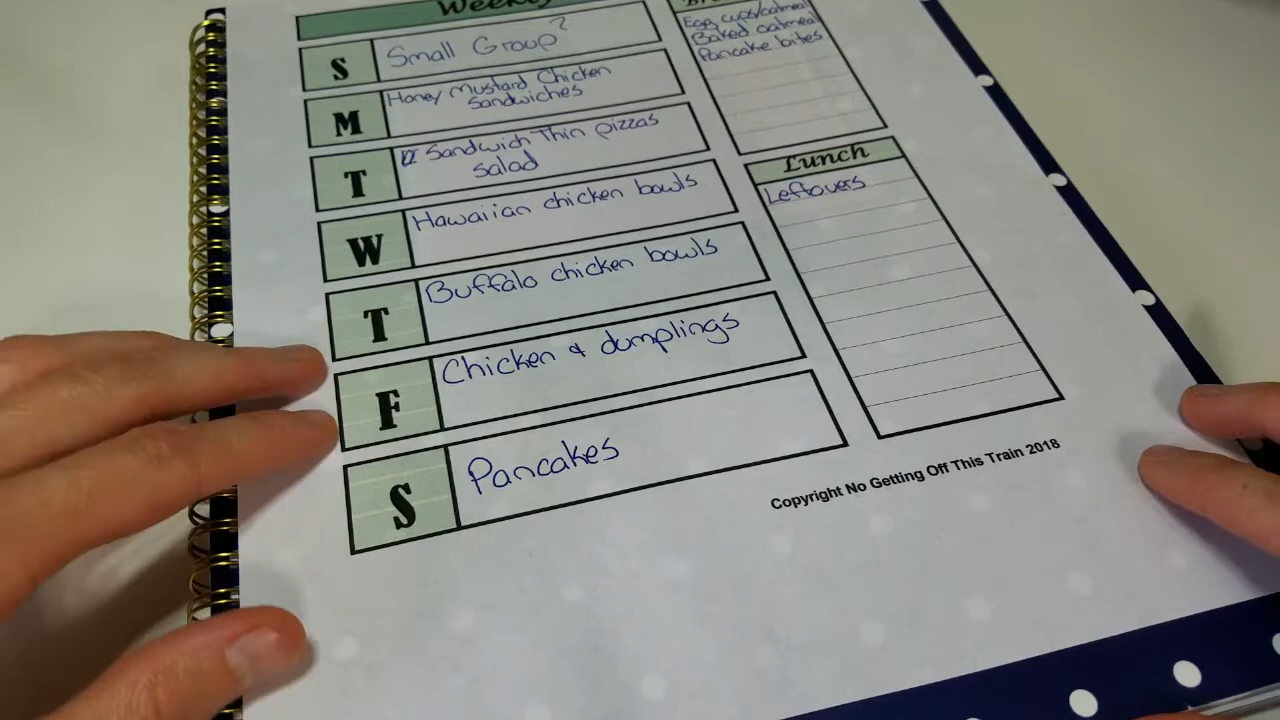 Weekly
S
Small Group?
M
Honey Mustard Chicken
Sandwiches
T
Sandwich Thin pizzas
salad
W
Hawaiian chicken bowls
T
Buffalo chicken bowls
F
Chicken & dumplings
S
Pancakes
Egg cups/oatmeal
Baked oatmeal
Pancake bites
Lunch
Leftovers
Copyright No Getting Off This Train 2018